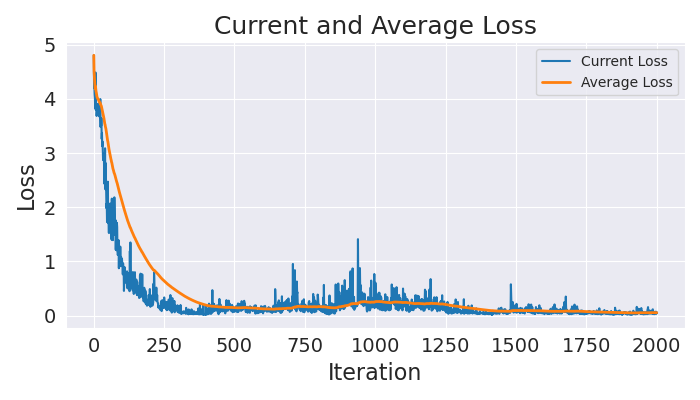 Current and Average Loss
Current Loss
Average Loss
Loss
5
4
3
2
1
0
0 250 500 750 1000 1250 1500 1750 2000
Iteration